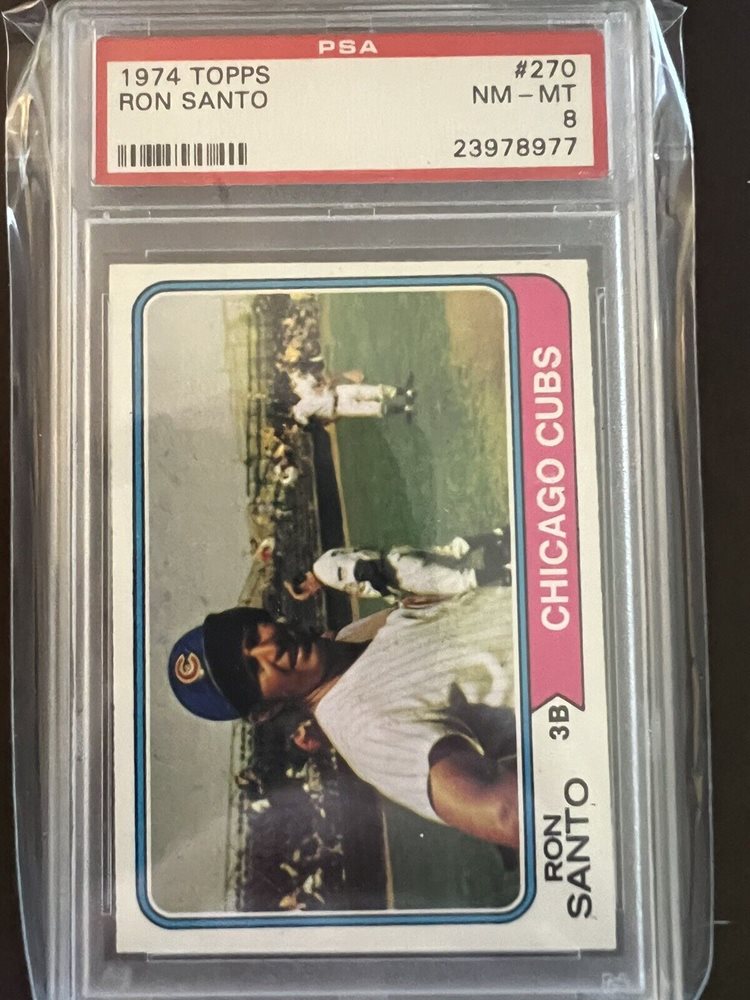 PSA
1974 TOPPS #270
RON SANTO NM - MT
8
23978977
CHICAGO CUBS
RON
SANTO 3B
C